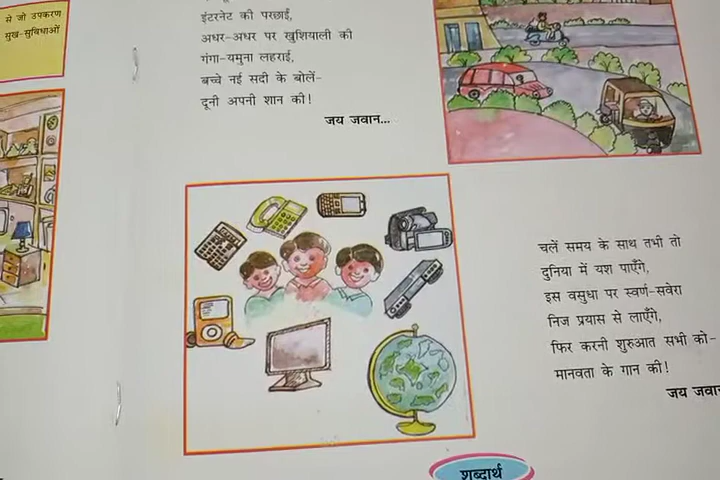 से जो उपकरण
सुख-सुविधाओं
इंटरनेट की परछाईं,
अधर-अधर पर खुशियाली की
गंगा-यमुना लहराई,
बच्चे नई सदी के बोलें-
दूनी अपनी शान की!
जय जवान...
चलें समय के साथ तभी तो
दुनिया में यश पाएँगे,
इस वसुधा पर स्वर्ण-सवेरा
निज प्रयास से लाएँगे,
फिर करनी शुरुआत सभी को-
मानवता के गान की!
जय जवान
शब्दार्थ